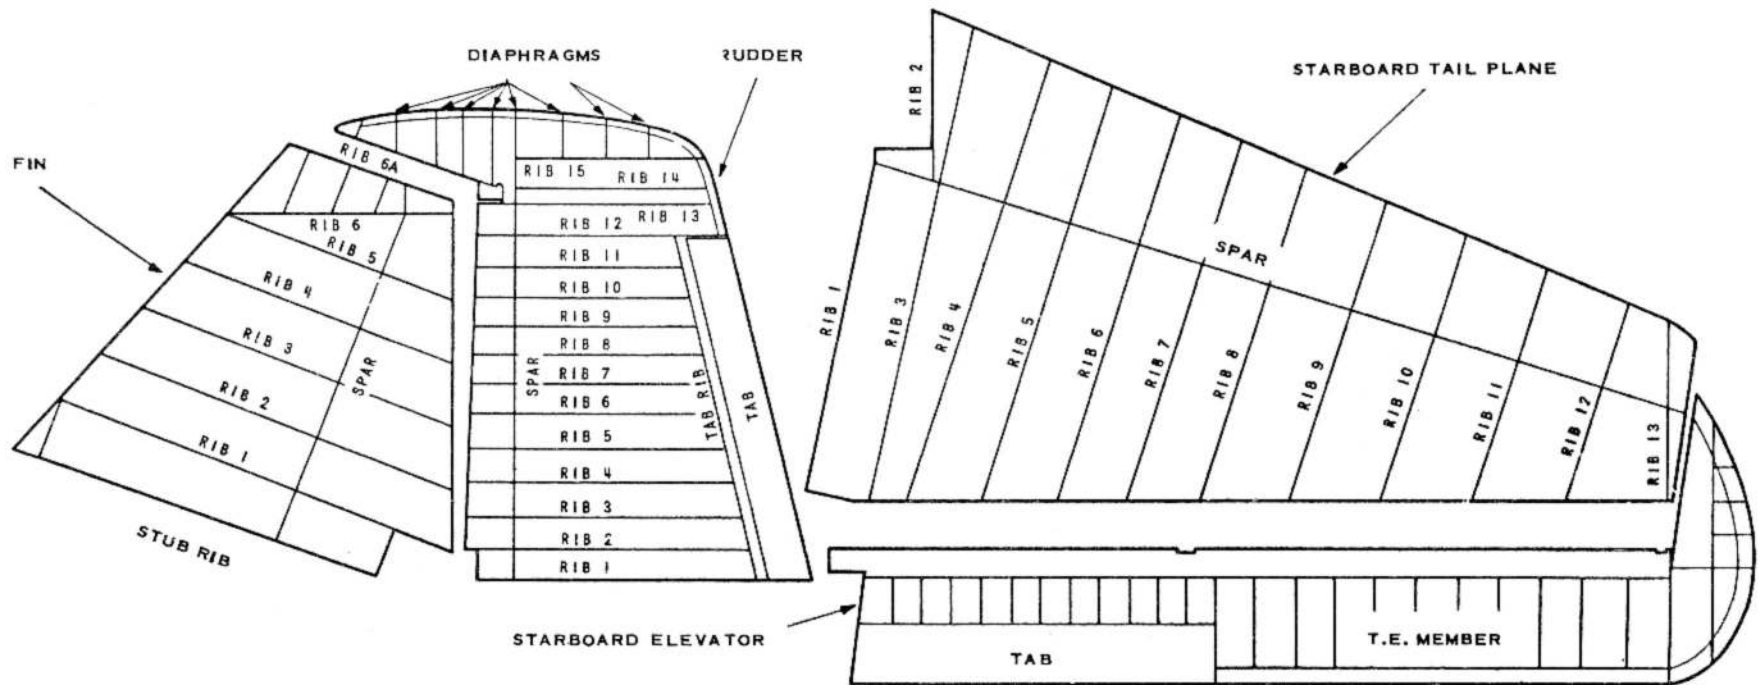 DIAPHRAGMS
RUDDER
STARBOARD TAIL PLANE
FIN
RIB 6A
RIB 6
RIB 5
RIB 4
RIB 3
RIB 2
RIB 1
SPAR
STUB RIB
RIB 15
RIB 14
RIB 13
RIB 12
RIB 11
RIB 10
RIB 9
RIB 8
RIB 7
RIB 6
RIB 5
RIB 4
RIB 3
RIB 2
RIB 1
SPAR
TAB RIB
TAB
RIB 2
RIB 1
RIB 3
RIB 4
RIB 5
RIB 6
RIB 7
RIB 8
RIB 9
RIB 10
RIB 11
RIB 12
RIB 13
SPAR
STARBOARD ELEVATOR
TAB
T.E. MEMBER